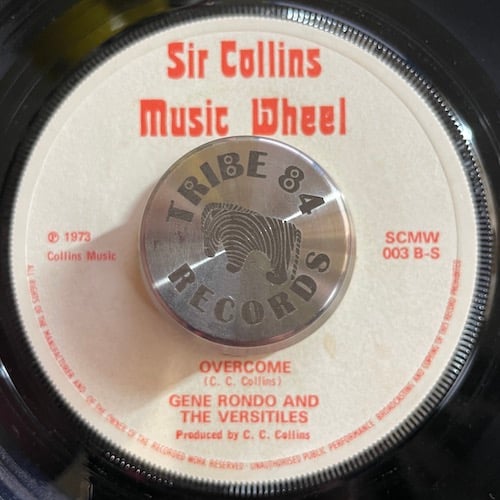 Sir Collins
Music Wheel
TRIBE 84
RECORDS
℗ 1973
Collins Music
SCMW
003 B-S
OVERCOME
(C. C. Collins)
GENE RONDO AND
THE VERSITILES
Produced by C. C. Collins
ALL RIGHTS OF THE MANUFACTURER AND OF THE OWNER OF THE RECORDED WORK RESERVED · UNAUTHORISED PUBLIC PERFORMANCE BROADCASTING AND COPYING OF THIS RECORD PROHIBITED